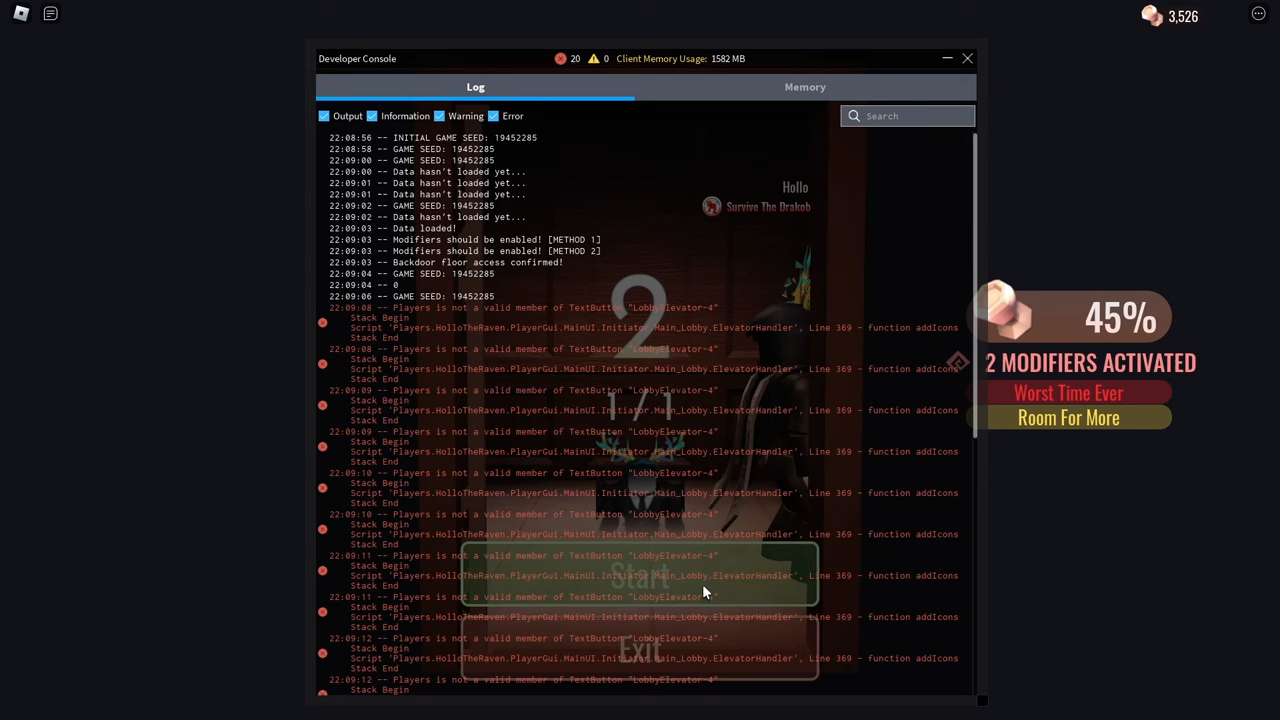 3,526
Developer Console
20
0
Client Memory Usage: 1582 MB
Log
Memory
Output
Information
Warning
Error
Search
22:08:56 -- INITIAL GAME SEED: 19452285
22:08:58 -- GAME SEED: 19452285
22:09:00 -- GAME SEED: 19452285
22:09:00 -- Data hasn't loaded yet...
22:09:01 -- Data hasn't loaded yet...
22:09:01 -- Data hasn't loaded yet...
22:09:02 -- GAME SEED: 19452285
22:09:02 -- Data hasn't loaded yet...
22:09:03 -- Data loaded!
22:09:03 -- Modifiers should be enabled! [METHOD 1]
22:09:03 -- Modifiers should be enabled! [METHOD 2]
22:09:03 -- Backdoor floor access confirmed!
22:09:04 -- GAME SEED: 19452285
22:09:04 -- 0
22:09:06 -- GAME SEED: 19452285
22:09:08 -- Players is not a valid member of TextButton "LobbyElevator-4"
Stack Begin
Script 'Players.HolloTheRaven.PlayerGui.MainUI.Initiator.Main_Lobby.ElevatorHandler', Line 369 - function addIcons
Stack End
22:09:08 -- Players is not a valid member of TextButton "LobbyElevator-4"
Stack Begin
Script 'Players.HolloTheRaven.PlayerGui.MainUI.Initiator.Main_Lobby.ElevatorHandler', Line 369 - function addIcons
Stack End
22:09:09 -- Players is not a valid member of TextButton "LobbyElevator-4"
Stack Begin
Script 'Players.HolloTheRaven.PlayerGui.MainUI.Initiator.Main_Lobby.ElevatorHandler', Line 369 - function addIcons
Stack End
22:09:09 -- Players is not a valid member of TextButton "LobbyElevator-4"
Stack Begin
Script 'Players.HolloTheRaven.PlayerGui.MainUI.Initiator.Main_Lobby.ElevatorHandler', Line 369 - function addIcons
Stack End
22:09:10 -- Players is not a valid member of TextButton "LobbyElevator-4"
Stack Begin
Script 'Players.HolloTheRaven.PlayerGui.MainUI.Initiator.Main_Lobby.ElevatorHandler', Line 369 - function addIcons
Stack End
22:09:10 -- Players is not a valid member of TextButton "LobbyElevator-4"
Stack Begin
Script 'Players.HolloTheRaven.PlayerGui.MainUI.Initiator.Main_Lobby.ElevatorHandler', Line 369 - function addIcons
Stack End
22:09:11 -- Players is not a valid member of TextButton "LobbyElevator-4"
Stack Begin
Script 'Players.HolloTheRaven.PlayerGui.MainUI.Initiator.Main_Lobby.ElevatorHandler', Line 369 - function addIcons
Stack End
22:09:11 -- Players is not a valid member of TextButton "LobbyElevator-4"
Stack Begin
Script 'Players.HolloTheRaven.PlayerGui.MainUI.Initiator.Main_Lobby.ElevatorHandler', Line 369 - function addIcons
Stack End
22:09:12 -- Players is not a valid member of TextButton "LobbyElevator-4"
Stack Begin
Script 'Players.HolloTheRaven.PlayerGui.MainUI.Initiator.Main_Lobby.ElevatorHandler', Line 369 - function addIcons
Stack End
22:09:12 -- Players is not a valid member of TextButton "LobbyElevator-4"
Stack Begin
Hollo
Survive The Drakob
2
1/1
Start
Exit
45%
2 MODIFIERS ACTIVATED
Worst Time Ever
Room For More